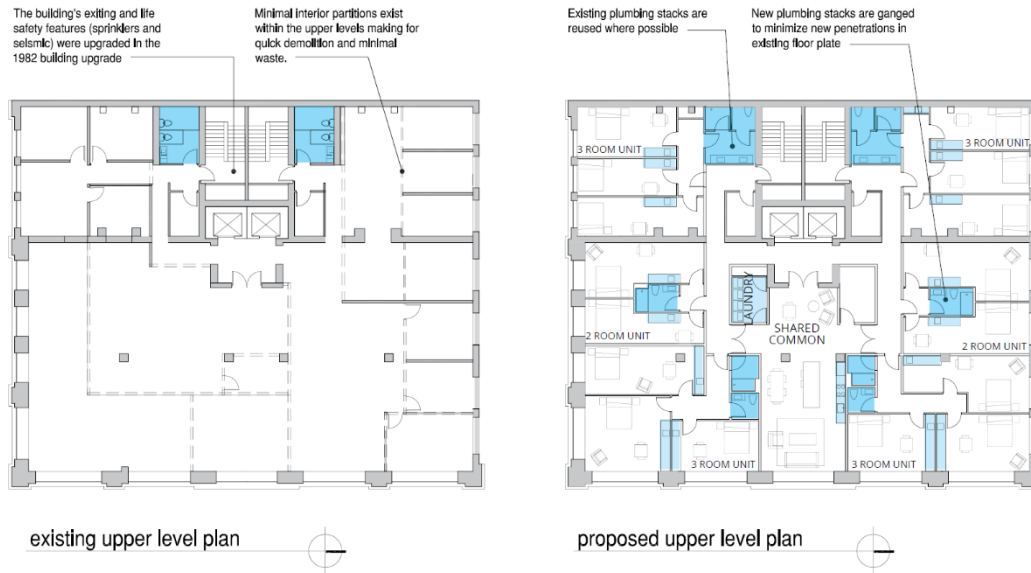 The building's exiting and life
safety features (sprinklers and
seismic) were upgraded in the
1982 building upgrade
Minimal interior partitions exist
within the upper levels making for
quick demolition and minimal
waste.
Existing plumbing stacks are
reused where possible
New plumbing stacks are ganged
to minimize new penetrations in
existing floor plate
3 ROOM UNIT
3 ROOM UNIT
LAUNDRY
SHARED
COMMON
2 ROOM UNIT
2 ROOM UNIT
3 ROOM UNIT
3 ROOM UNIT
existing upper level plan
proposed upper level plan